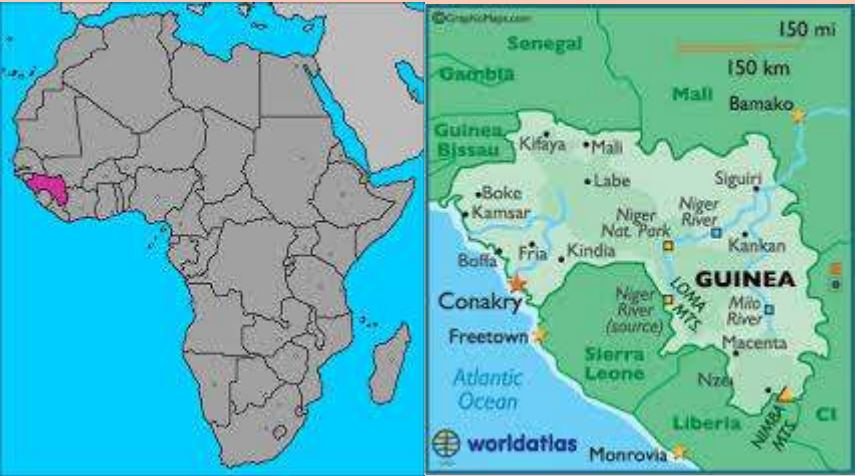 ©GraphicMaps.com
150 mi
150 km
Senegal
Gambia
Mali
Bamako
Guinea
Bissau
Kifaya
Mali
Labe
Siguiri
Boke
Kamsar
Niger
Nat. Park
Niger
River
Kankan
Boffa
Fria
Kindia
GUINEA
Conakry
Niger
River
(source)
LOMA
MTS.
Milo
River
Freetown
Macenta
Sierra
Leone
Atlantic
Ocean
Liberia
NIMBA
MTS.
CI
worldatlas
Monrovia